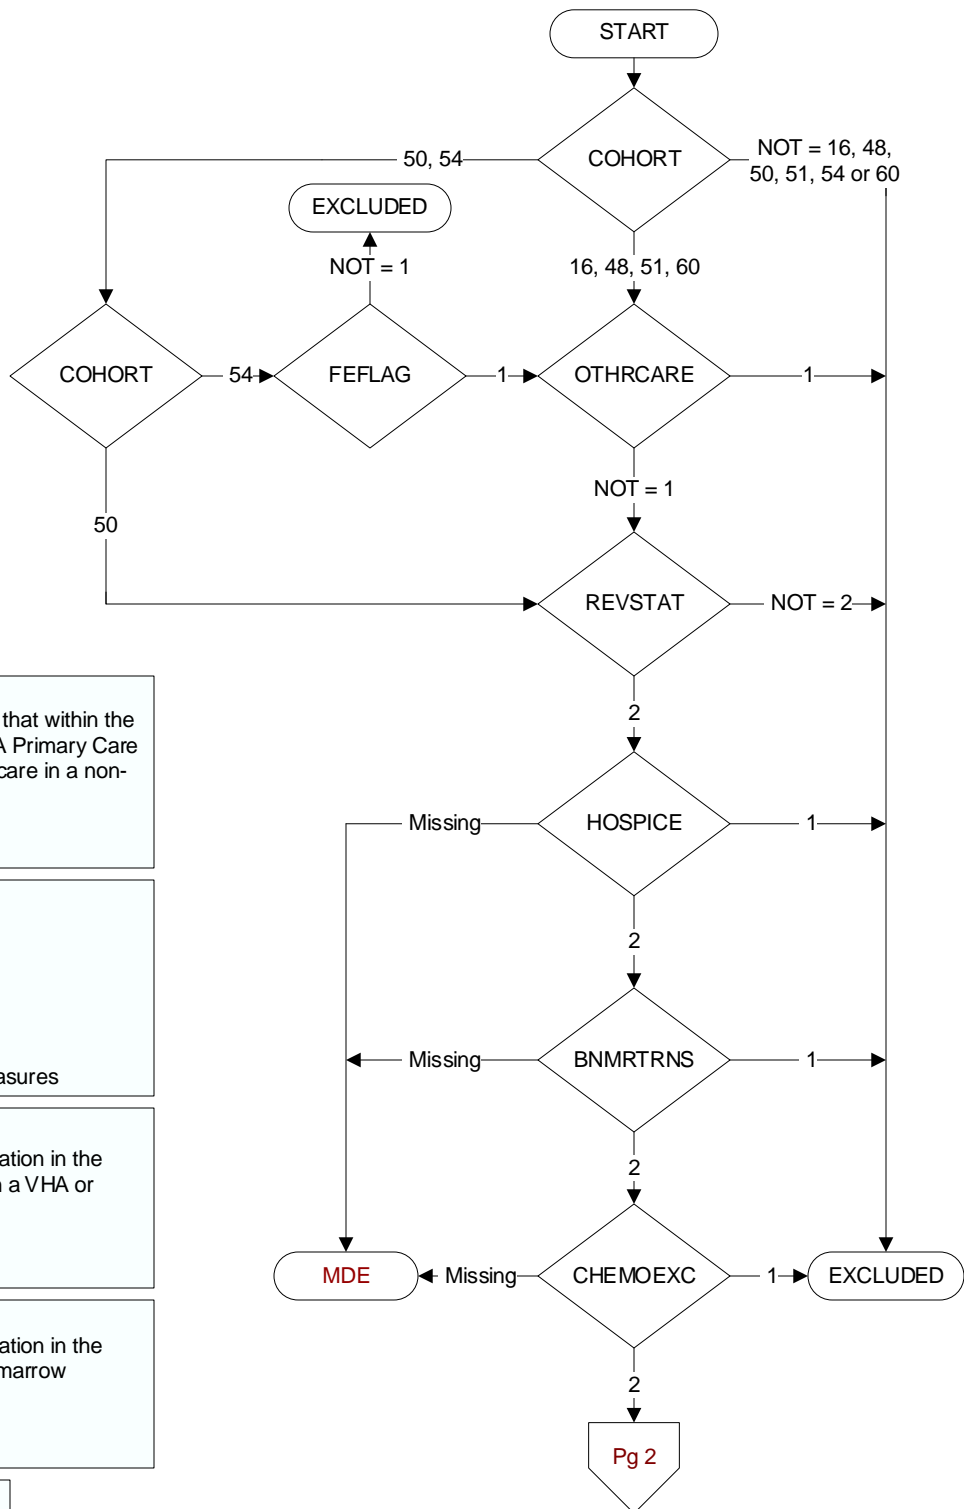 START
COHORT
50, 54
NOT = 16, 48,
50, 51, 54 or 60
EXCLUDED
NOT = 1
16, 48, 51, 60
COHORT
54
FEFLAG
1
OTHRCARE
1
NOT = 1
50
REVSTAT
NOT = 2
2
that within the
A Primary Care
care in a non-
Missing
HOSPICE
1
2
Missing
BNMRTRNS
1
asures
2
ation in the
a VHA or
MDE
Missing
CHEMOEXC
1
EXCLUDED
ation in the
marrow
2
Pg 2